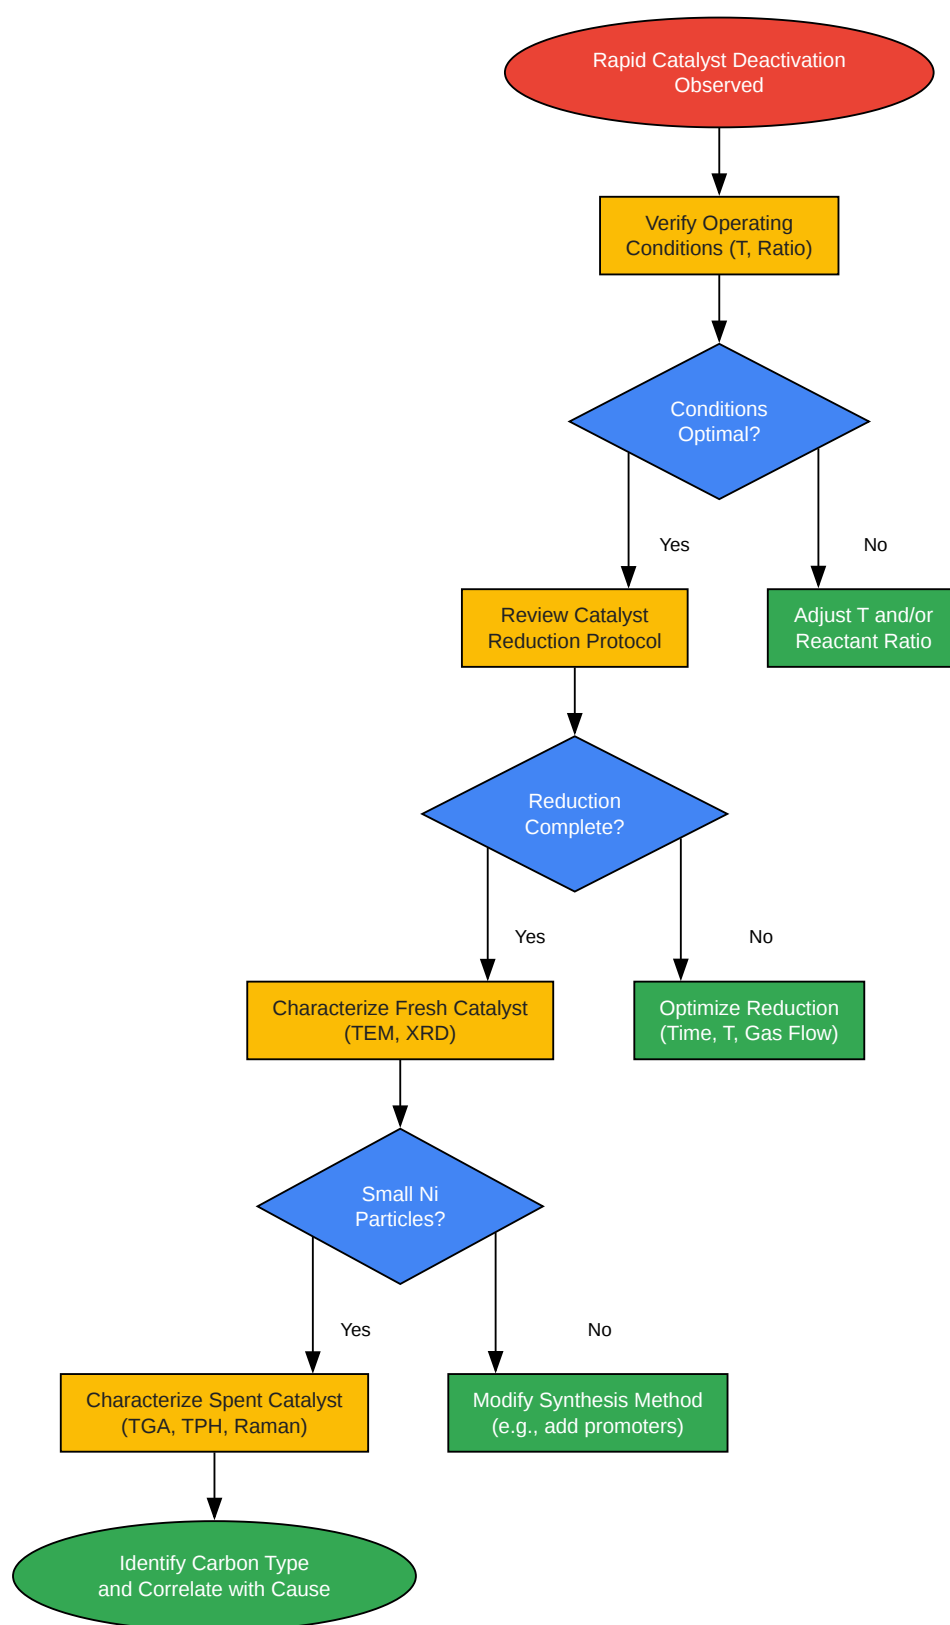 Rapid Catalyst Deactivation
Observed
Verify Operating
Conditions (T, Ratio)
Conditions
Optimal?
Yes
No
Review Catalyst
Reduction Protocol
Adjust T and/or
Reactant Ratio
Reduction
Complete?
Yes
No
Characterize Fresh Catalyst
(TEM, XRD)
Optimize Reduction
(Time, T, Gas Flow)
Small Ni
Particles?
Yes
No
Characterize Spent Catalyst
(TGA, TPH, Raman)
Modify Synthesis Method
(e.g., add promoters)
Identify Carbon Type
and Correlate with Cause